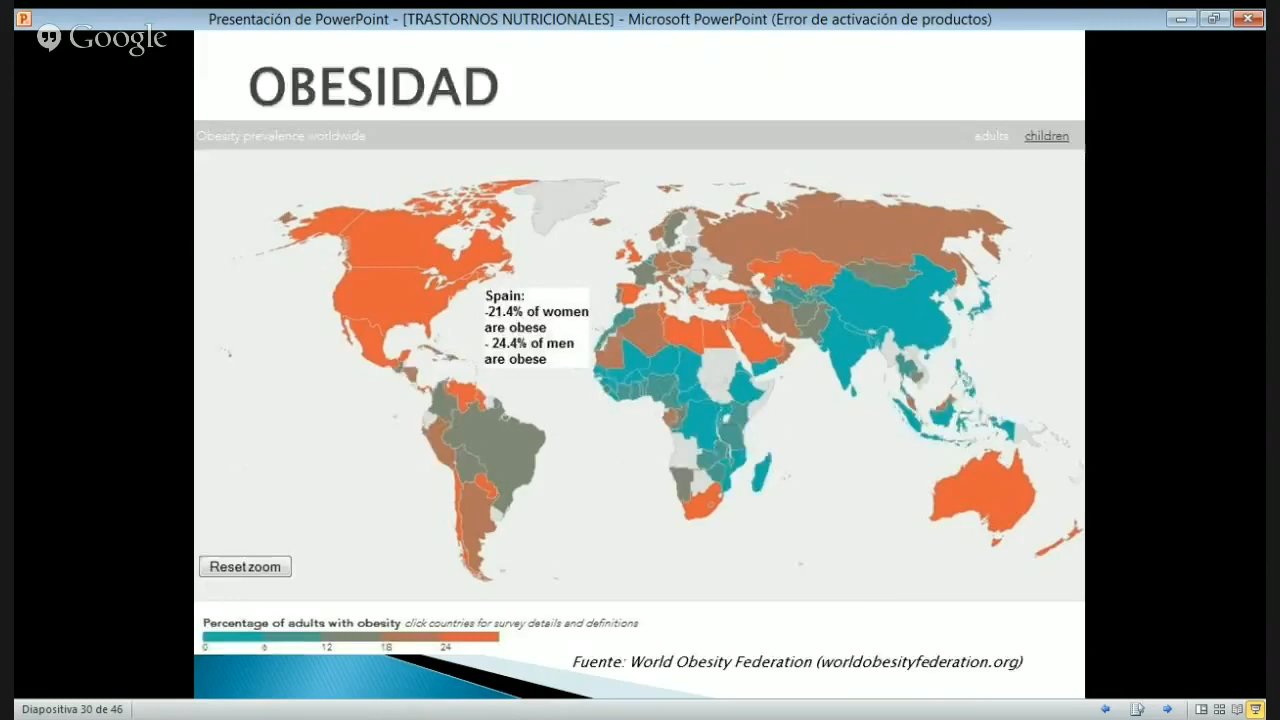 Presentación de PowerPoint - [TRASTORNOS NUTRICIONALES] - Microsoft PowerPoint (Error de activación de productos)
Google
OBESIDAD
Obesity prevalence worldwide
adults children
Spain:
-21.4% of women
are obese
- 24.4% of men
are obese
Reset zoom
Percentage of adults with obesity click countries for survey details and definitions
0 6 12 18 24
Fuente: World Obesity Federation (worldobesityfederation.org)
Diapositiva 30 de 46